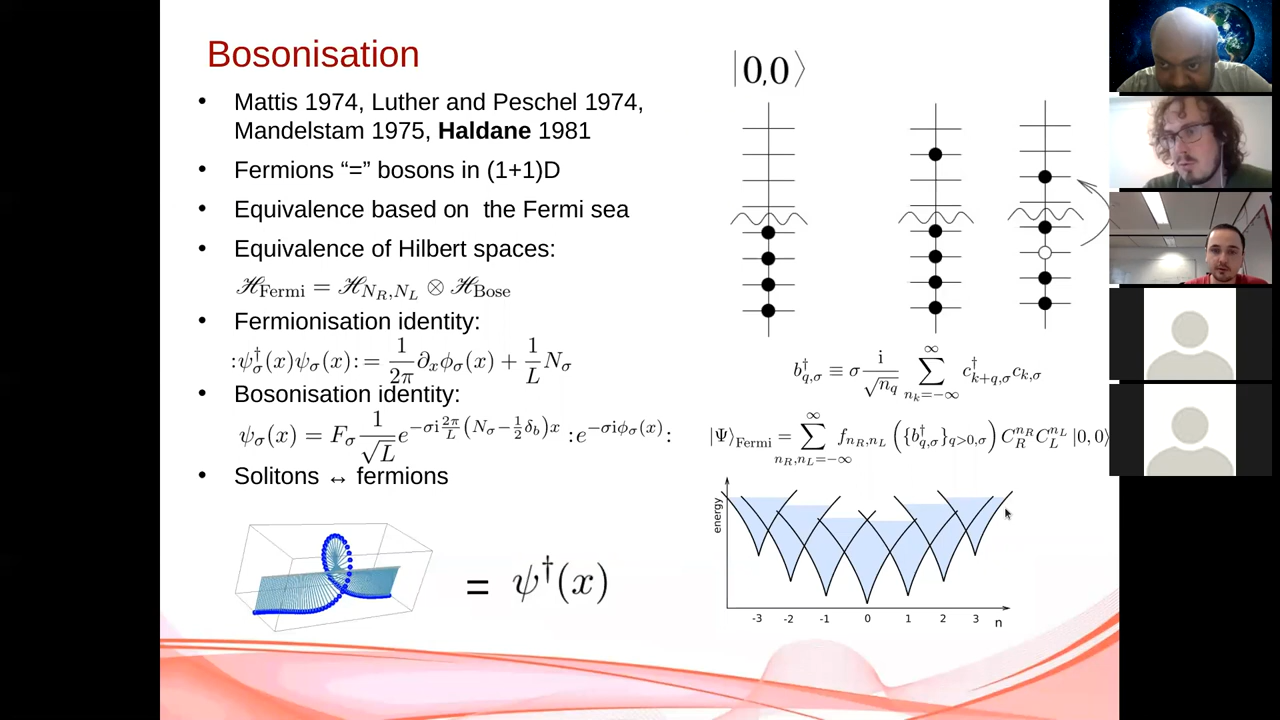 Bosonisation
• Mattis 1974, Luther and Peschel 1974,
Mandelstam 1975, Haldane 1981
• Fermions “=” bosons in (1+1)D
• Equivalence based on the Fermi sea
• Equivalence of Hilbert spaces:
ℋ_Fermi = ℋ_{N_R,N_L} ⊗ ℋ_Bose
• Fermionisation identity:
:ψ†_σ(x)ψ_σ(x): = 1/2π ∂_xϕ_σ(x) + 1/L N_σ
• Bosonisation identity:
ψ_σ(x) = F_σ 1/√L e^{−σi 2π/L (N_σ−1/2 δ_b)x} :e^{−σiϕ_σ(x)}:
• Solitons ↔ fermions
= ψ†(x)
|0,0⟩
b†_{q,σ} ≡ σ i/√n_q ∑_{n_k=−∞}^{∞} c†_{k+q,σ} c_{k,σ}
|Ψ⟩_Fermi = ∑_{n_R,n_L=−∞}^{∞} f_{n_R,n_L} ({b†_{q,σ}}_{q>0,σ}) C_R^{n_R} C_L^{n_L} |0,0⟩
energy
-3 -2 -1 0 1 2 3 n